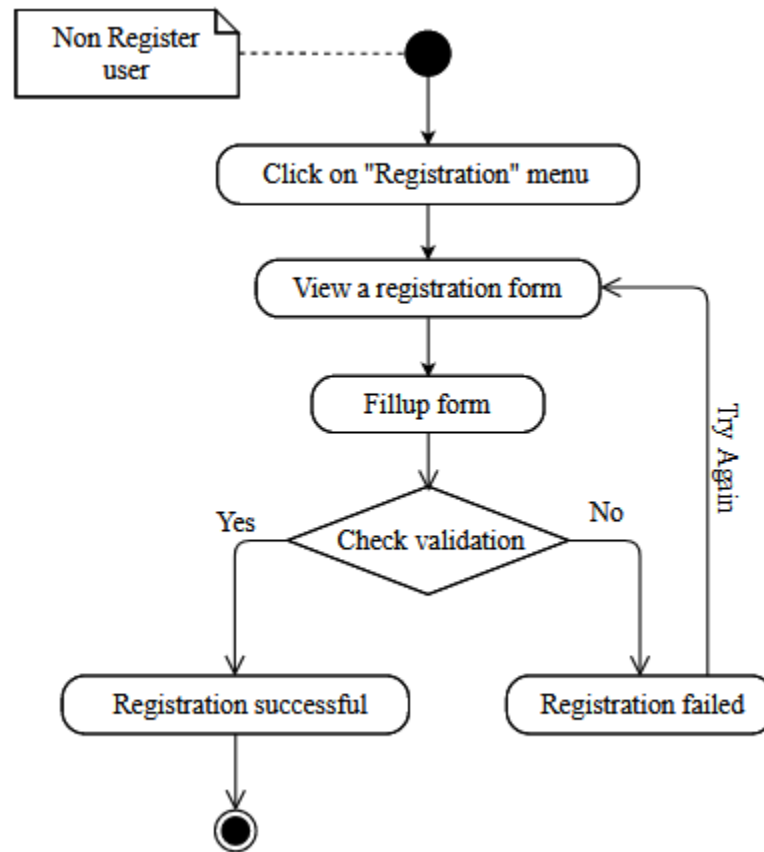 Non Register
user
Click on "Registration" menu
View a registration form
Fillup form
Try Again
Yes
No
Check validation
Registration successful
Registration failed